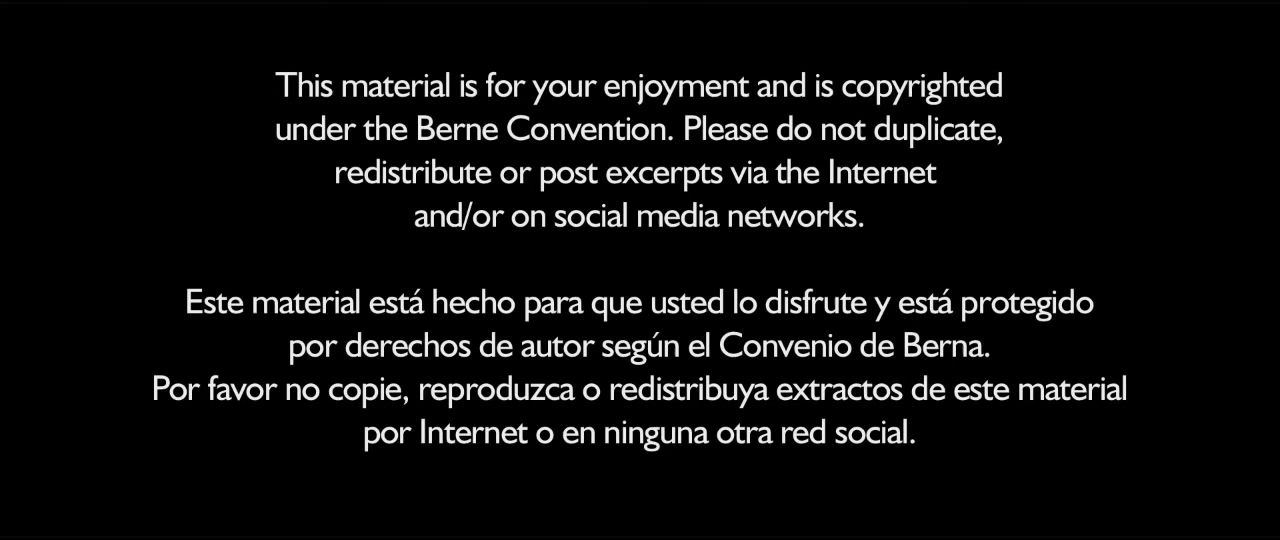 This material is for your enjoyment and is copyrighted
under the Berne Convention. Please do not duplicate,
redistribute or post excerpts via the Internet
and/or on social media networks.
Este material está hecho para que usted lo disfrute y está protegido
por derechos de autor según el Convenio de Berna.
Por favor no copie, reproduzca o redistribuya extractos de este material
por Internet o en ninguna otra red social.